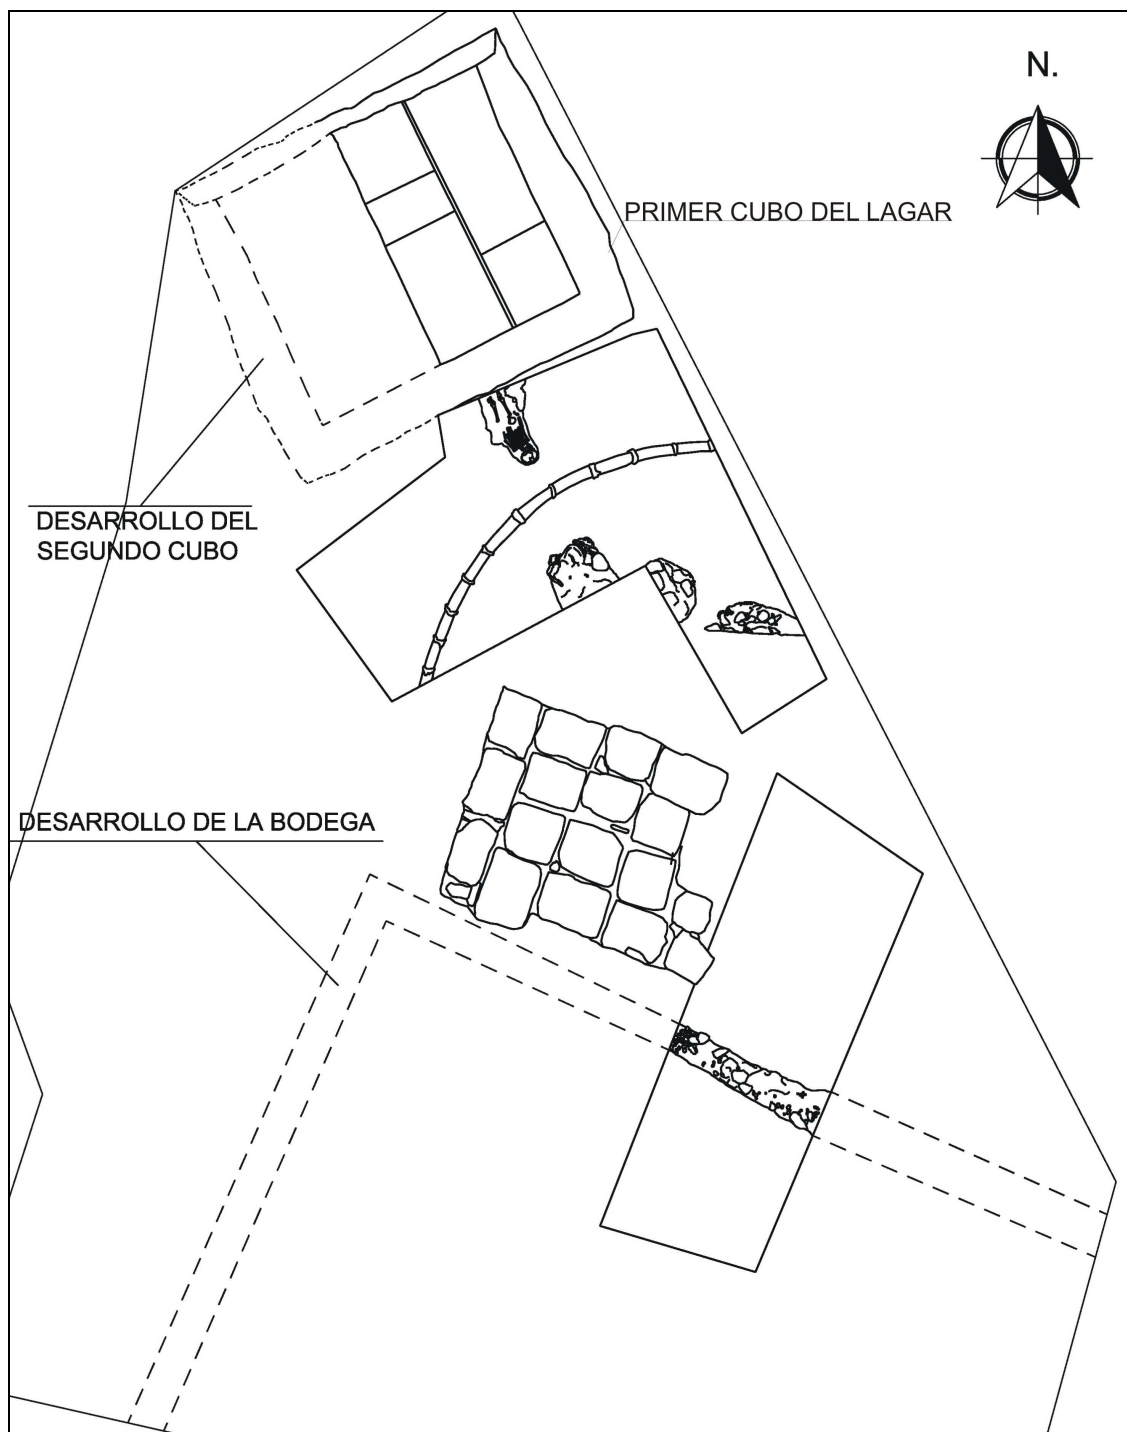 N.
PRIMER CUBO DEL LAGAR
DESARROLLO DEL
SEGUNDO CUBO
DESARROLLO DE LA BODEGA